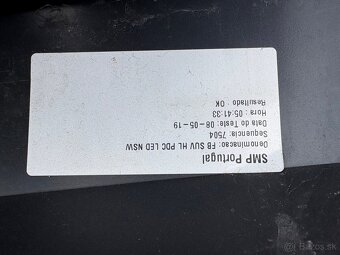 SMP Portugal
Denominacao: FB SUV HL PDC LED NSW
Sequencia: 7504
Data do Teste: 08-05-19
Hora : 05:41:33
Resultado : OK
Bazos.sk